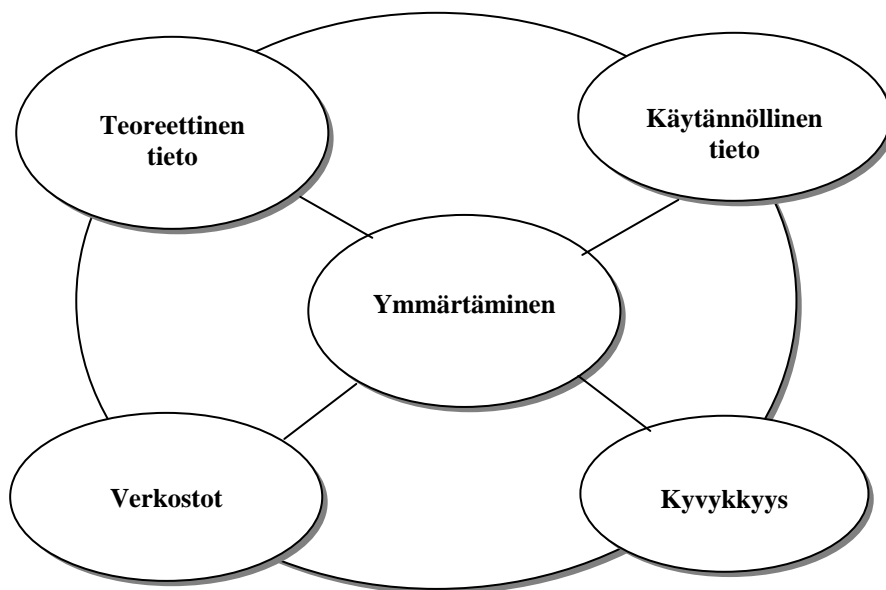 Teoreettinen
tieto
Käytännöllinen
tieto
Ymmärtäminen
Verkostot
Kyvykkyys